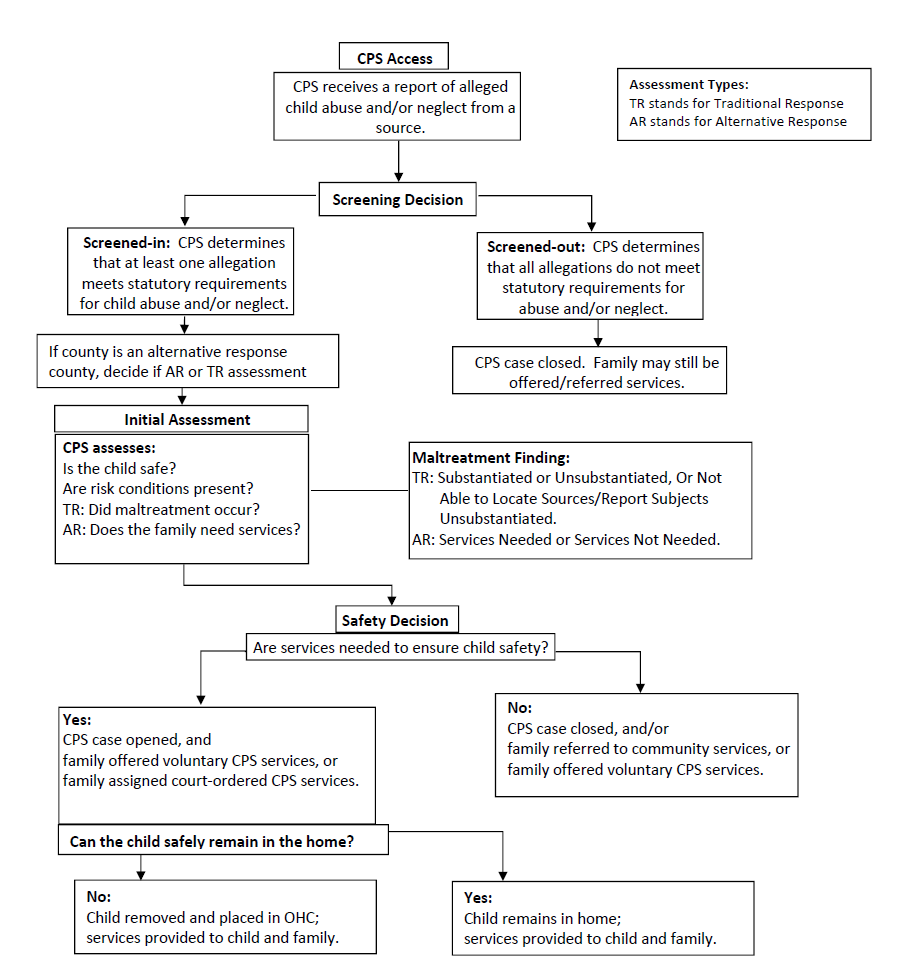 CPS Access
CPS receives a report of alleged
child abuse and/or neglect from a
source.
Assessment Types:
TR stands for Traditional Response
AR stands for Alternative Response
Screening Decision
Screened-in: CPS determines
that at least one allegation
meets statutory requirements
for child abuse and/or neglect.
Screened-out: CPS determines
that all allegations do not meet
statutory requirements for
abuse and/or neglect.
If county is an alternative response
county, decide if AR or TR assessment
CPS case closed. Family may still be
offered/referred services.
Initial Assessment
CPS assesses:
Is the child safe?
Are risk conditions present?
TR: Did maltreatment occur?
AR: Does the family need services?
Maltreatment Finding:
TR: Substantiated or Unsubstantiated, Or Not
Able to Locate Sources/Report Subjects
Unsubstantiated.
AR: Services Needed or Services Not Needed.
Safety Decision
Are services needed to ensure child safety?
Yes:
CPS case opened, and
family offered voluntary CPS services, or
family assigned court-ordered CPS services.
No:
CPS case closed, and/or
family referred to community services, or
family offered voluntary CPS services.
Can the child safely remain in the home?
No:
Child removed and placed in OHC;
services provided to child and family.
Yes:
Child remains in home;
services provided to child and family.